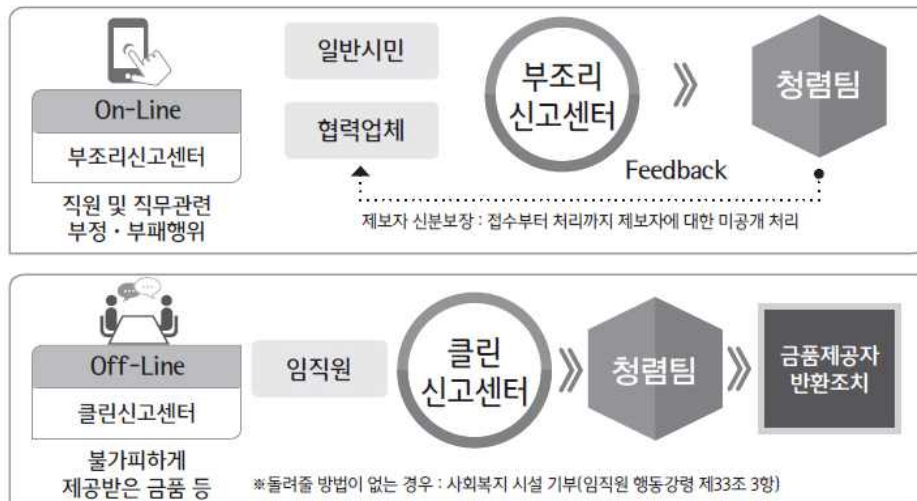 On-Line
부조리신고센터
직원 및 직무관련
부정·부패행위
일반시민
협력업체
부조리
신고센터
청렴팀
Feedback
제보자 신분보장 : 접수부터 처리까지 제보자에 대한 미공개 처리
Off-Line
클린신고센터
불가피하게
제공받은 금품 등
임직원
클린
신고센터
청렴팀
금품제공자
반환조치
※돌려줄 방법이 없는 경우 : 사회복지 시설 기부(임직원 행동강령 제33조 3항)